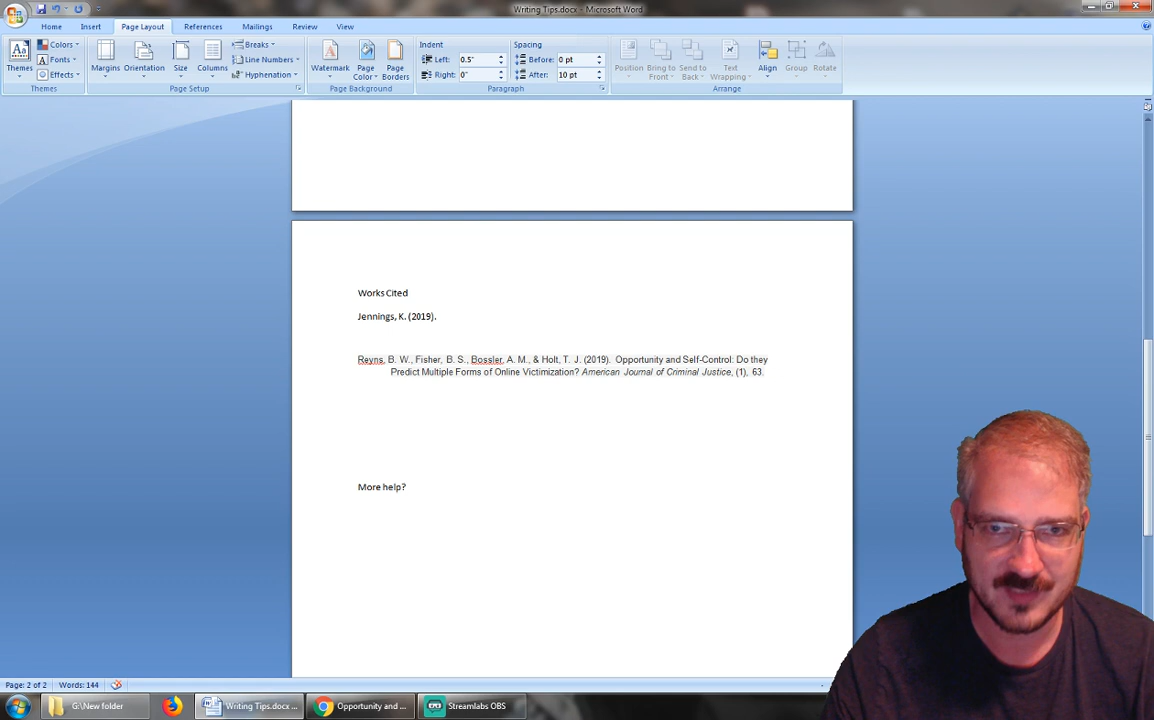 Writing Tips.docx - Microsoft Word
Home Insert Page Layout References Mailings Review View
Themes
Colors
Fonts
Effects
Themes
Margins
Orientation
Size
Columns
Breaks
Line Numbers
Hyphenation
Page Setup
Watermark
Page Color
Page Borders
Page Background
Indent
Left: 0.5"
Right: 0"
Spacing
Before: 0 pt
After: 10 pt
Paragraph
Position
Bring to Front
Send to Back
Text Wrapping
Align
Group
Rotate
Arrange
Works Cited
Jennings, K. (2019).
Reyns, B. W., Fisher, B. S., Bossler, A. M., & Holt, T. J. (2019). Opportunity and Self-Control: Do they
Predict Multiple Forms of Online Victimization? American Journal of Criminal Justice, (1), 63.
More help?
Page: 2 of 2 Words: 144
G:\New folder
Writing Tips.docx ...
Opportunity and ...
Streamlabs OBS